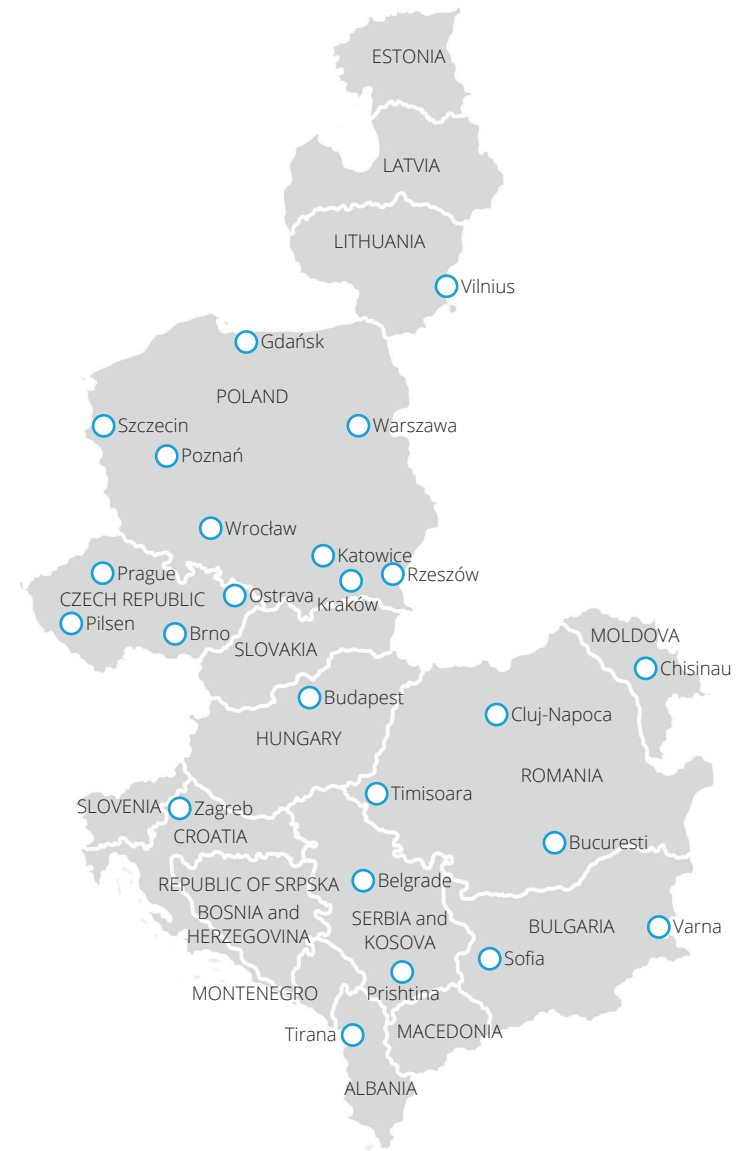 ESTONIA
LATVIA
LITHUANIA
Vilnius
Gdańsk
POLAND
Szczecin
Warszawa
Poznań
Wrocław
Katowice
Prague
Rzeszów
CZECH REPUBLIC
Ostrava
Kraków
Pilsen
Brno
SLOVAKIA
MOLDOVA
Chisinau
Budapest
Cluj-Napoca
HUNGARY
ROMANIA
Timisoara
SLOVENIA
Zagreb
CROATIA
Bucuresti
REPUBLIC OF SRPSKA
Belgrade
BOSNIA and
HERZEGOVINA
SERBIA and
KOSOVA
BULGARIA
Varna
Sofia
MONTENEGRO
Prishtina
Tirana
MACEDONIA
ALBANIA